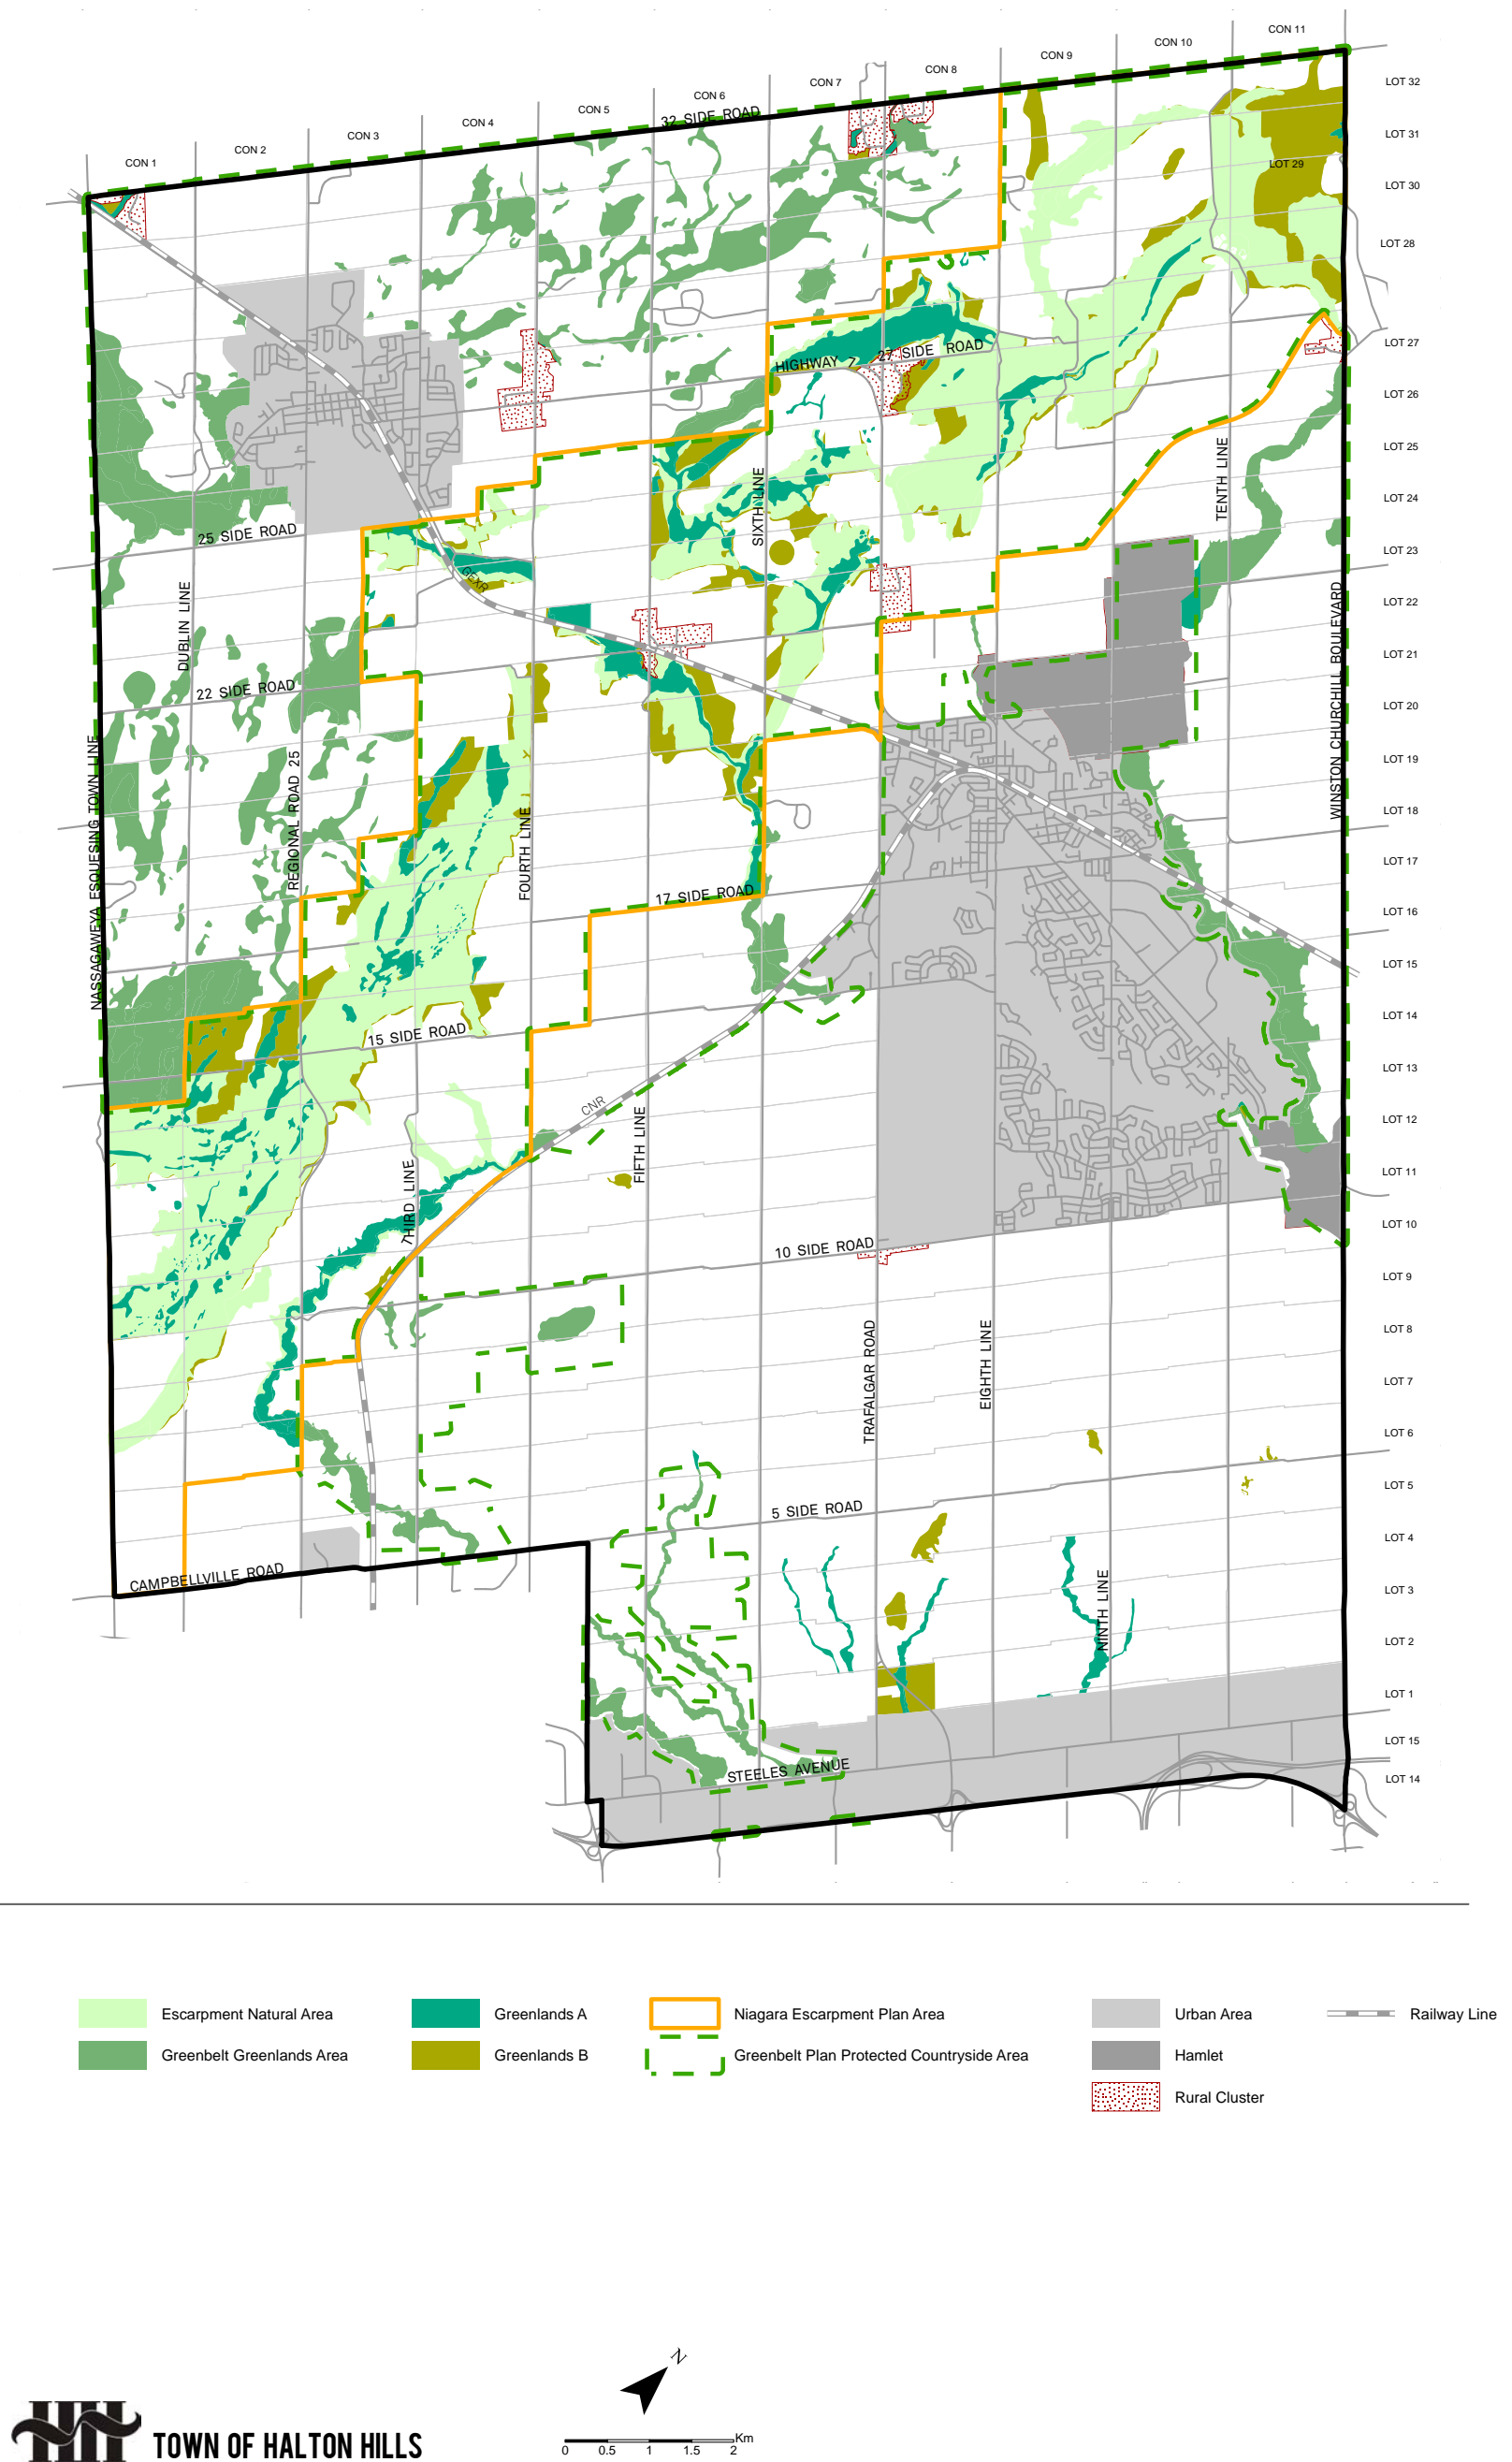 CON 11
CON 10
CON 9
CON 8
CON 7
CON 6
CON 5
CON 4
CON 3
CON 2
CON 1
32 SIDE ROAD
LOT 32
LOT 31
LOT 29
LOT 30
LOT 28
LOT 27
HIGHWAY 7
27 SIDE ROAD
LOT 26
LOT 25
TENTH LINE
SIXTH LINE
LOT 24
25 SIDE ROAD
LOT 23
GEXR
LOT 22
DUBLIN LINE
WINSTON CHURCHILL BOULEVARD
LOT 21
22 SIDE ROAD
LOT 20
LOT 19
NASSAGAWEYA ESQUESING TOWN LINE
REGIONAL ROAD 25
FOURTH LINE
LOT 18
LOT 17
17 SIDE ROAD
LOT 16
LOT 15
LOT 14
15 SIDE ROAD
LOT 13
CNR
LOT 12
FIFTH LINE
THIRD LINE
LOT 11
LOT 10
10 SIDE ROAD
LOT 9
LOT 8
TRAFALGAR ROAD
EIGHTH LINE
LOT 7
LOT 6
LOT 5
5 SIDE ROAD
LOT 4
CAMPBELLVILLE ROAD
LOT 3
NINTH LINE
LOT 2
LOT 1
LOT 15
STEELES AVENUE
LOT 14
Escarpment Natural Area
Greenlands A
Niagara Escarpment Plan Area
Urban Area
Railway Line
Greenbelt Greenlands Area
Greenlands B
Greenbelt Plan Protected Countryside Area
Hamlet
Rural Cluster
N
TOWN OF HALTON HILLS
Km
0 0.5 1 1.5 2